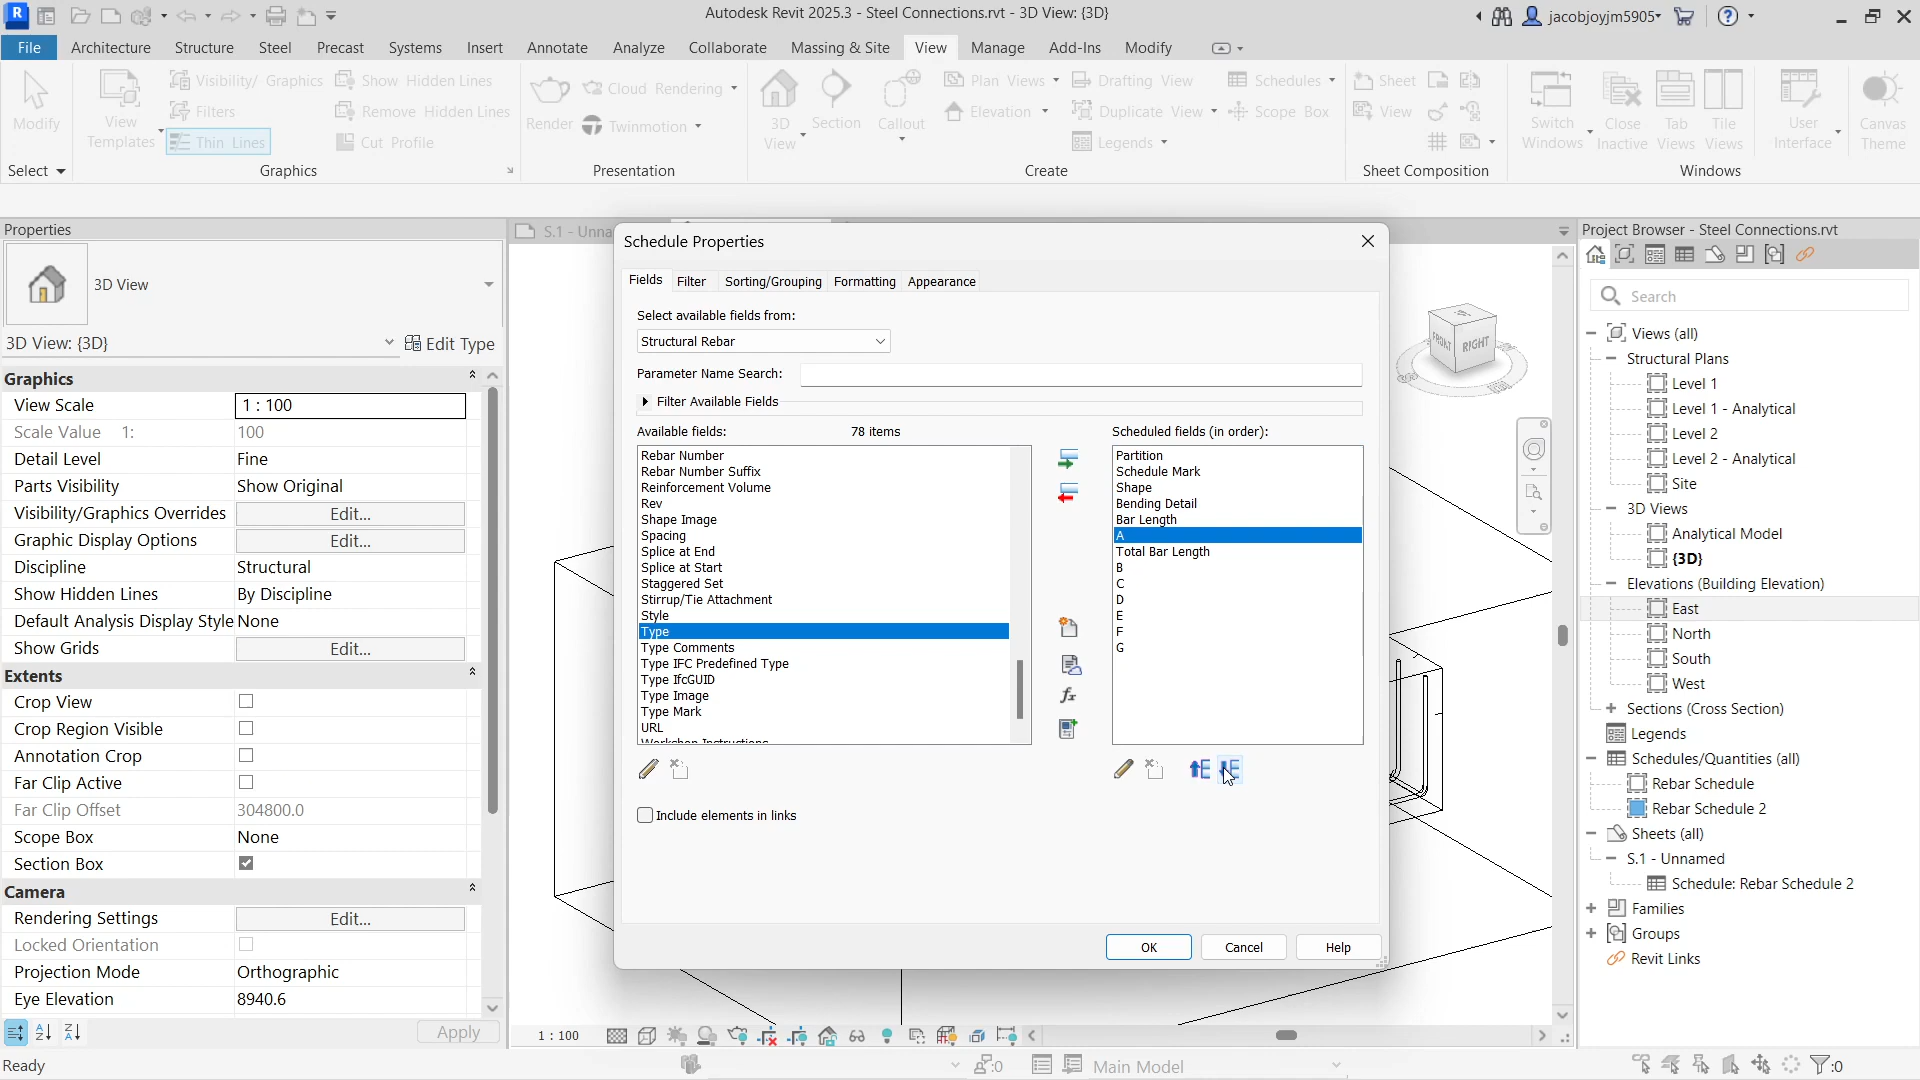 Autodesk Revit 2025.3 - Steel Connections.rvt - 3D View: {3D}
jacobjoyjm5905
File
Architecture
Structure
Steel
Precast
Systems
Insert
Annotate
Analyze
Collaborate
Massing & Site
View
Manage
Add-Ins
Modify
Modify
View Templates
Visibility/ Graphics
Filters
Thin Lines
Show Hidden Lines
Remove Hidden Lines
Cut Profile
Render
Cloud Rendering
Twinmotion
3D View
Section
Callout
Plan Views
Elevation
Drafting View
Duplicate View
Legends
Schedules
Scope Box
Sheet
View
Switch Windows
Close Inactive
Tab Views
Tile Views
User Interface
Canvas Theme
Select
Graphics
Presentation
Create
Sheet Composition
Windows
Properties
3D View
3D View: {3D}
Edit Type
Graphics
View Scale 1 : 100
Scale Value 1: 100
Detail Level Fine
Parts Visibility Show Original
Visibility/Graphics Overrides Edit...
Graphic Display Options Edit...
Discipline Structural
Show Hidden Lines By Discipline
Default Analysis Display Style None
Show Grids Edit...
Extents
Crop View
Crop Region Visible
Annotation Crop
Far Clip Active
Far Clip Offset 304800.0
Scope Box None
Section Box
Camera
Rendering Settings Edit...
Locked Orientation
Projection Mode Orthographic
Eye Elevation 8940.6
Apply
Ready
S.1 - Unna
Schedule Properties
Fields
Filter
Sorting/Grouping
Formatting
Appearance
Select available fields from:
Structural Rebar
Parameter Name Search:
Filter Available Fields
Available fields: 78 items
Rebar Number
Rebar Number Suffix
Reinforcement Volume
Rev
Shape Image
Spacing
Splice at End
Splice at Start
Staggered Set
Stirrup/Tie Attachment
Style
Type
Type Comments
Type IFC Predefined Type
Type IfcGUID
Type Image
Type Mark
URL
Workshop Instructions
Scheduled fields (in order):
Partition
Schedule Mark
Shape
Bending Detail
Bar Length
A
Total Bar Length
B
C
D
E
F
G
Include elements in links
OK
Cancel
Help
FRONT
RIGHT
1 : 100
:0
Main Model
:0
Project Browser - Steel Connections.rvt
Search
Views (all)
Structural Plans
Level 1
Level 1 - Analytical
Level 2
Level 2 - Analytical
Site
3D Views
Analytical Model
{3D}
Elevations (Building Elevation)
East
North
South
West
Sections (Cross Section)
Legends
Schedules/Quantities (all)
Rebar Schedule
Rebar Schedule 2
Sheets (all)
S.1 - Unnamed
Schedule: Rebar Schedule 2
Families
Groups
Revit Links